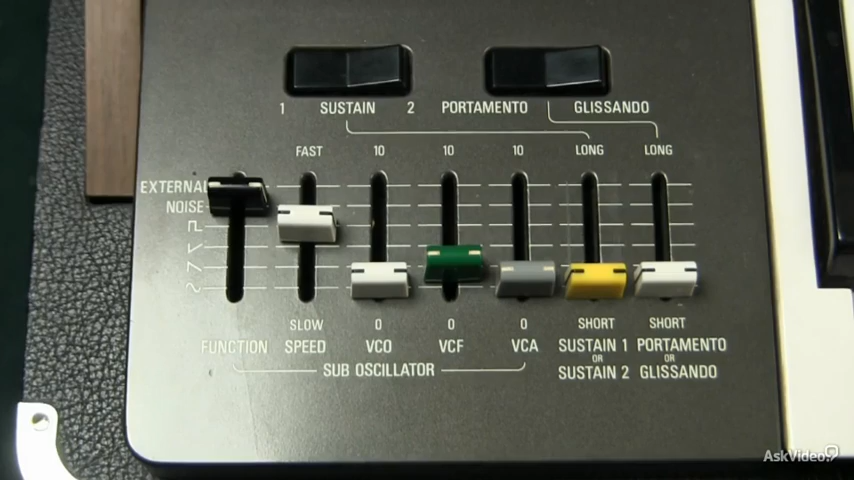 1 SUSTAIN 2 PORTAMENTO GLISSANDO
FAST 10 10 10 LONG LONG
EXTERNAL
NOISE
SLOW 0 0 0 SHORT SHORT
FUNCTION SPEED VCO VCF VCA SUSTAIN 1 PORTAMENTO
OR OR
SUB OSCILLATOR SUSTAIN 2 GLISSANDO
AskVideo